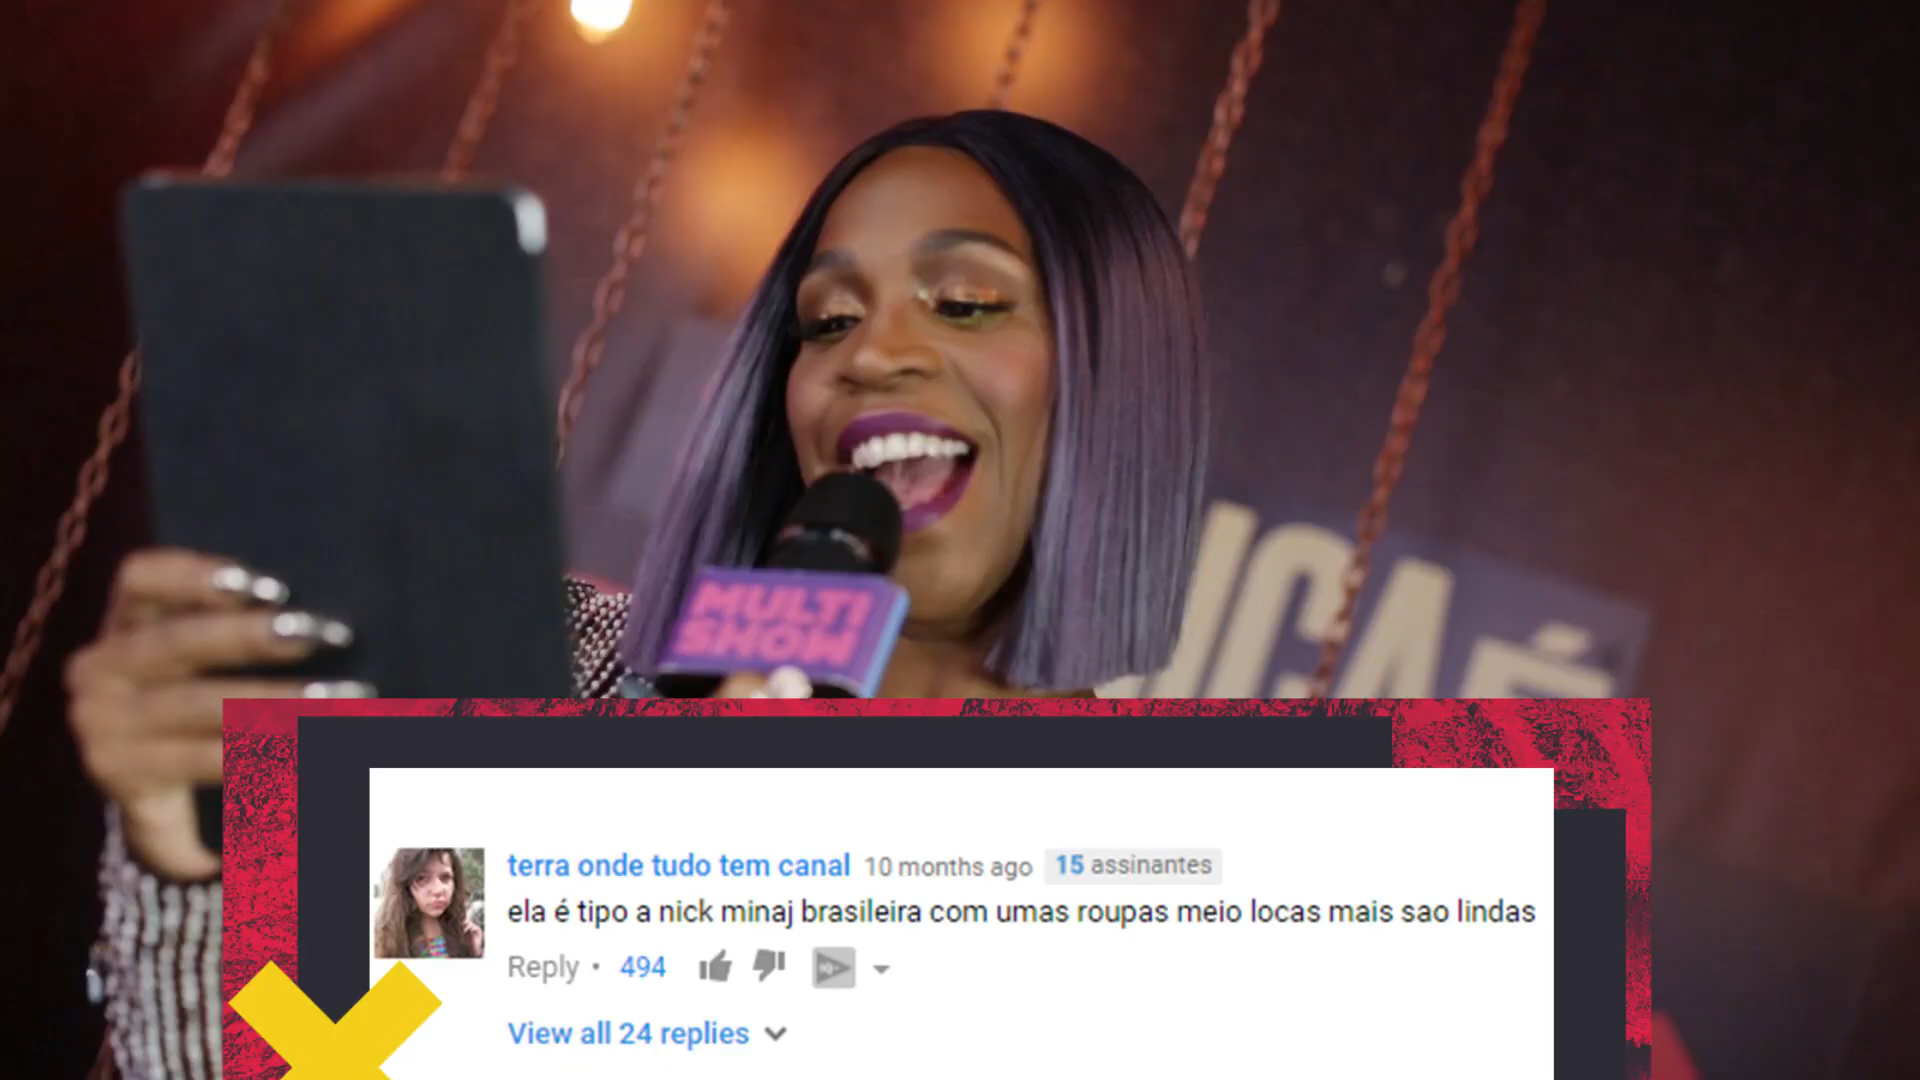 MULTI
SHOW
ICA
É
terra onde tudo tem canal 10 months ago 15 assinantes
ela é tipo a nick minaj brasileira com umas roupas meio locas mais sao lindas
Reply • 494
View all 24 replies